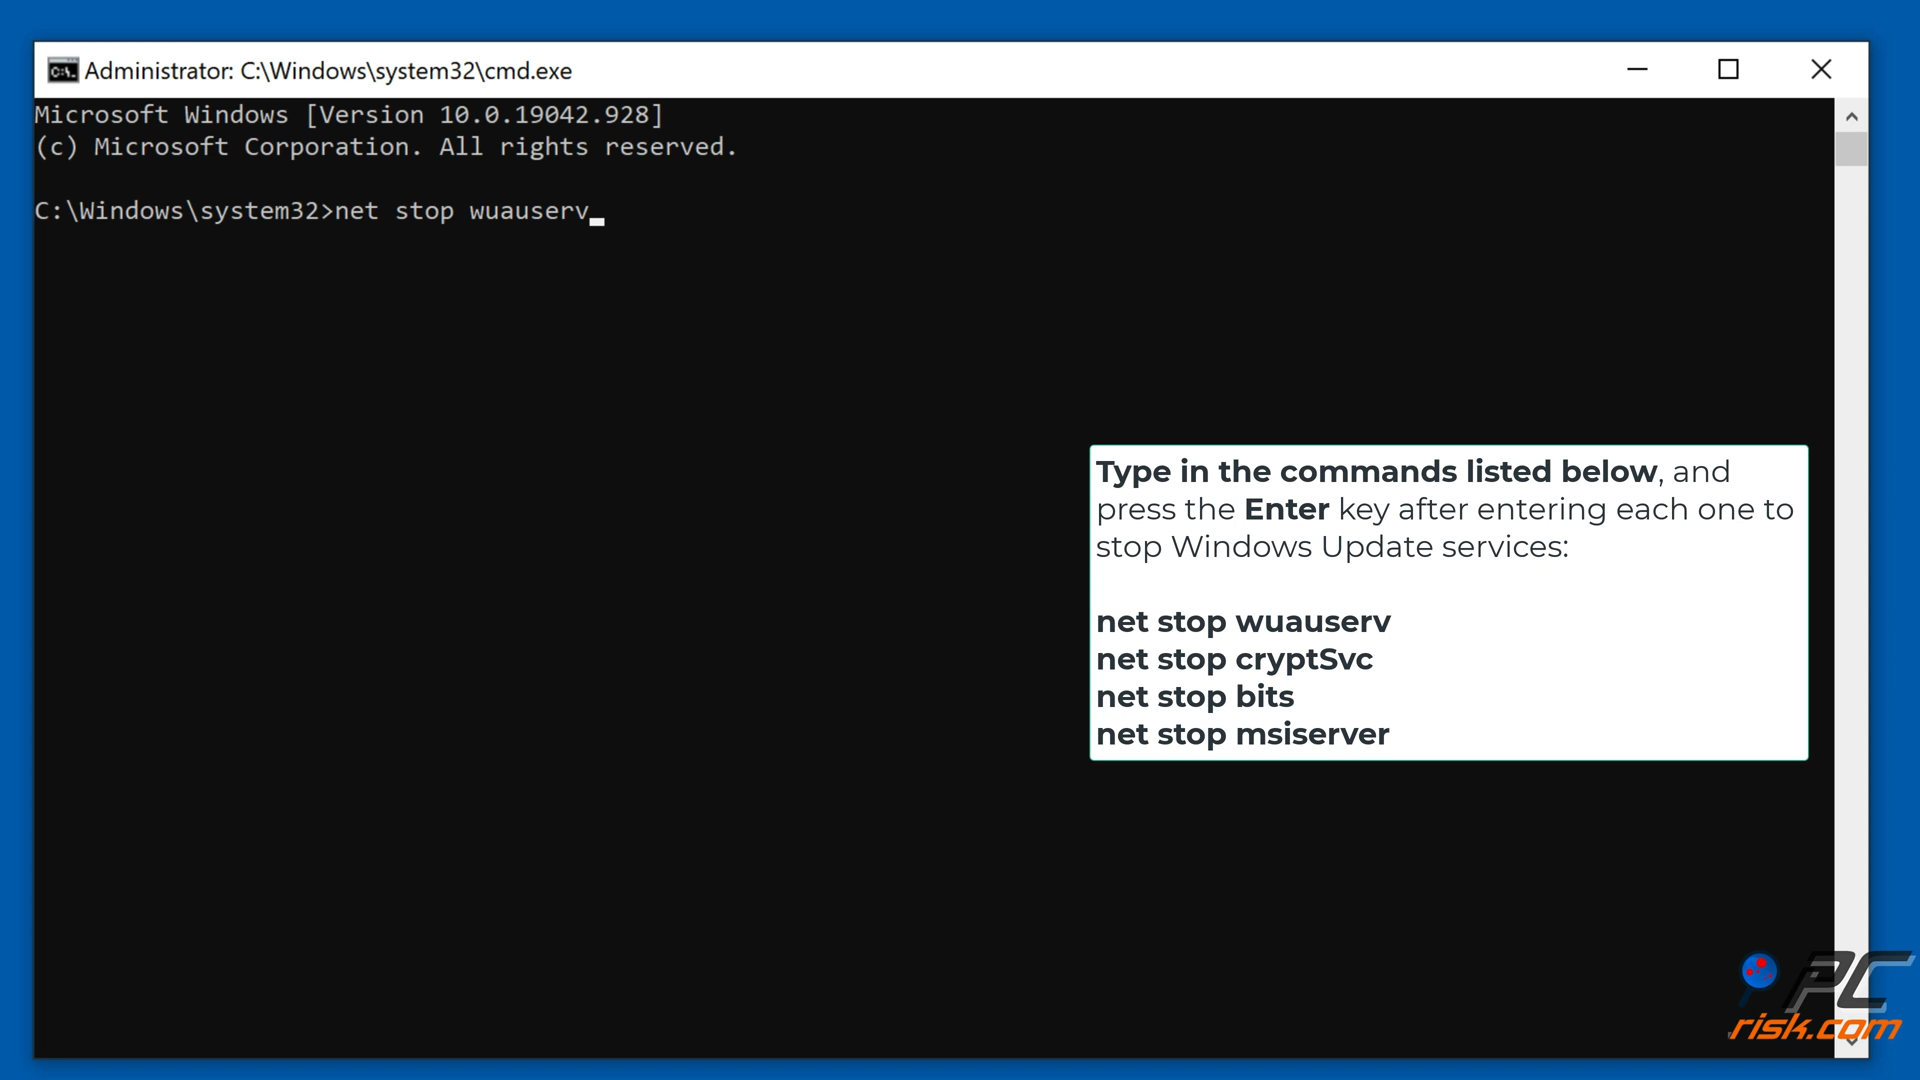 Administrator: C:\Windows\system32\cmd.exe
Microsoft Windows [Version 10.0.19042.928]
(c) Microsoft Corporation. All rights reserved.
C:\Windows\system32>net stop wuauserv
Type in the commands listed below, and
press the Enter key after entering each one to
stop Windows Update services:
net stop wuauserv
net stop cryptSvc
net stop bits
net stop msiserver
PC
risk.com